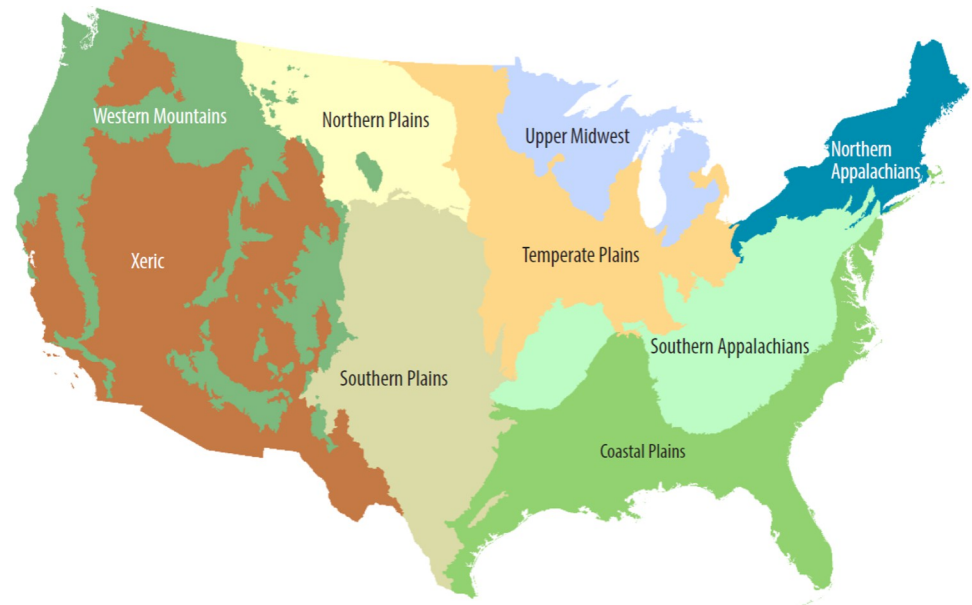 Western Mountains
Northern Plains
Upper Midwest
Northern
Appalachians
Xeric
Temperate Plains
Southern Plains
Southern Appalachians
Coastal Plains